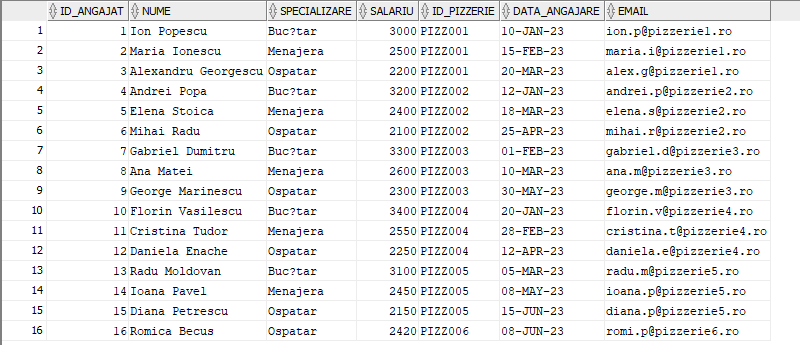 ID_ANGAJAT NUME SPECIALIZARE SALARIU ID_PIZZERIE DATA_ANGAJARE EMAIL
1 1 Ion Popescu Buc?tar 3000 PIZZ001 10-JAN-23 ion.p@pizzerie1.ro
2 2 Maria Ionescu Menajera 2500 PIZZ001 15-FEB-23 maria.i@pizzerie1.ro
3 3 Alexandru Georgescu Ospatar 2200 PIZZ001 20-MAR-23 alex.g@pizzerie1.ro
4 4 Andrei Popa Buc?tar 3200 PIZZ002 12-JAN-23 andrei.p@pizzerie2.ro
5 5 Elena Stoica Menajera 2400 PIZZ002 18-MAR-23 elena.s@pizzerie2.ro
6 6 Mihai Radu Ospatar 2100 PIZZ002 25-APR-23 mihai.r@pizzerie2.ro
7 7 Gabriel Dumitru Buc?tar 3300 PIZZ003 01-FEB-23 gabriel.d@pizzerie3.ro
8 8 Ana Matei Menajera 2600 PIZZ003 10-MAR-23 ana.m@pizzerie3.ro
9 9 George Marinescu Ospatar 2300 PIZZ003 30-MAY-23 george.m@pizzerie3.ro
10 10 Florin Vasilescu Buc?tar 3400 PIZZ004 20-JAN-23 florin.v@pizzerie4.ro
11 11 Cristina Tudor Menajera 2550 PIZZ004 28-FEB-23 cristina.t@pizzerie4.ro
12 12 Daniela Enache Ospatar 2250 PIZZ004 12-APR-23 daniela.e@pizzerie4.ro
13 13 Radu Moldovan Buc?tar 3100 PIZZ005 05-MAR-23 radu.m@pizzerie5.ro
14 14 Ioana Pavel Menajera 2450 PIZZ005 08-MAY-23 ioana.p@pizzerie5.ro
15 15 Diana Petrescu Ospatar 2150 PIZZ005 15-JUN-23 diana.p@pizzerie5.ro
16 16 Romica Becus Ospatar 2420 PIZZ006 08-JUN-23 romi.p@pizzerie6.ro